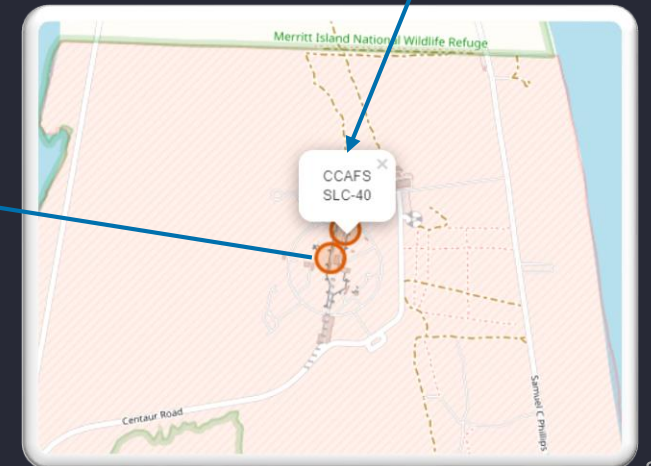 Merritt Island National Wildlife Refuge
×
CCAFS
SLC-40
Centaur Road
Samuel C Phillips